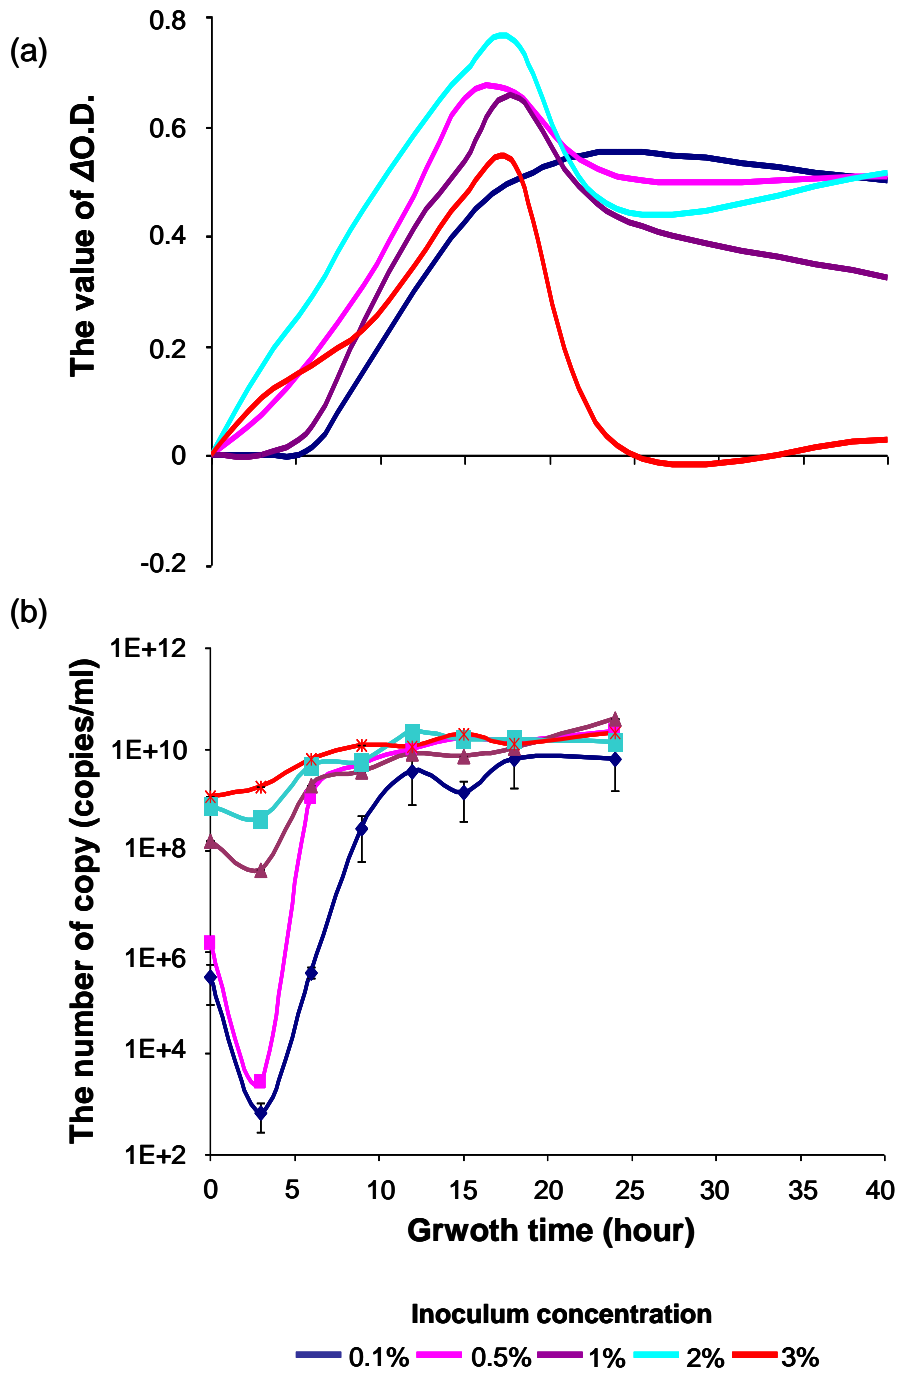 (a)
The value of ΔO.D.
0.8
0.6
0.4
0.2
0
-0.2
(b)
The number of copy (copies/ml)
1E+12
1E+10
1E+8
1E+6
1E+4
1E+2
0 5 10 15 20 25 30 35 40
Grwoth time (hour)
Inoculum concentration
0.1% 0.5% 1% 2% 3%